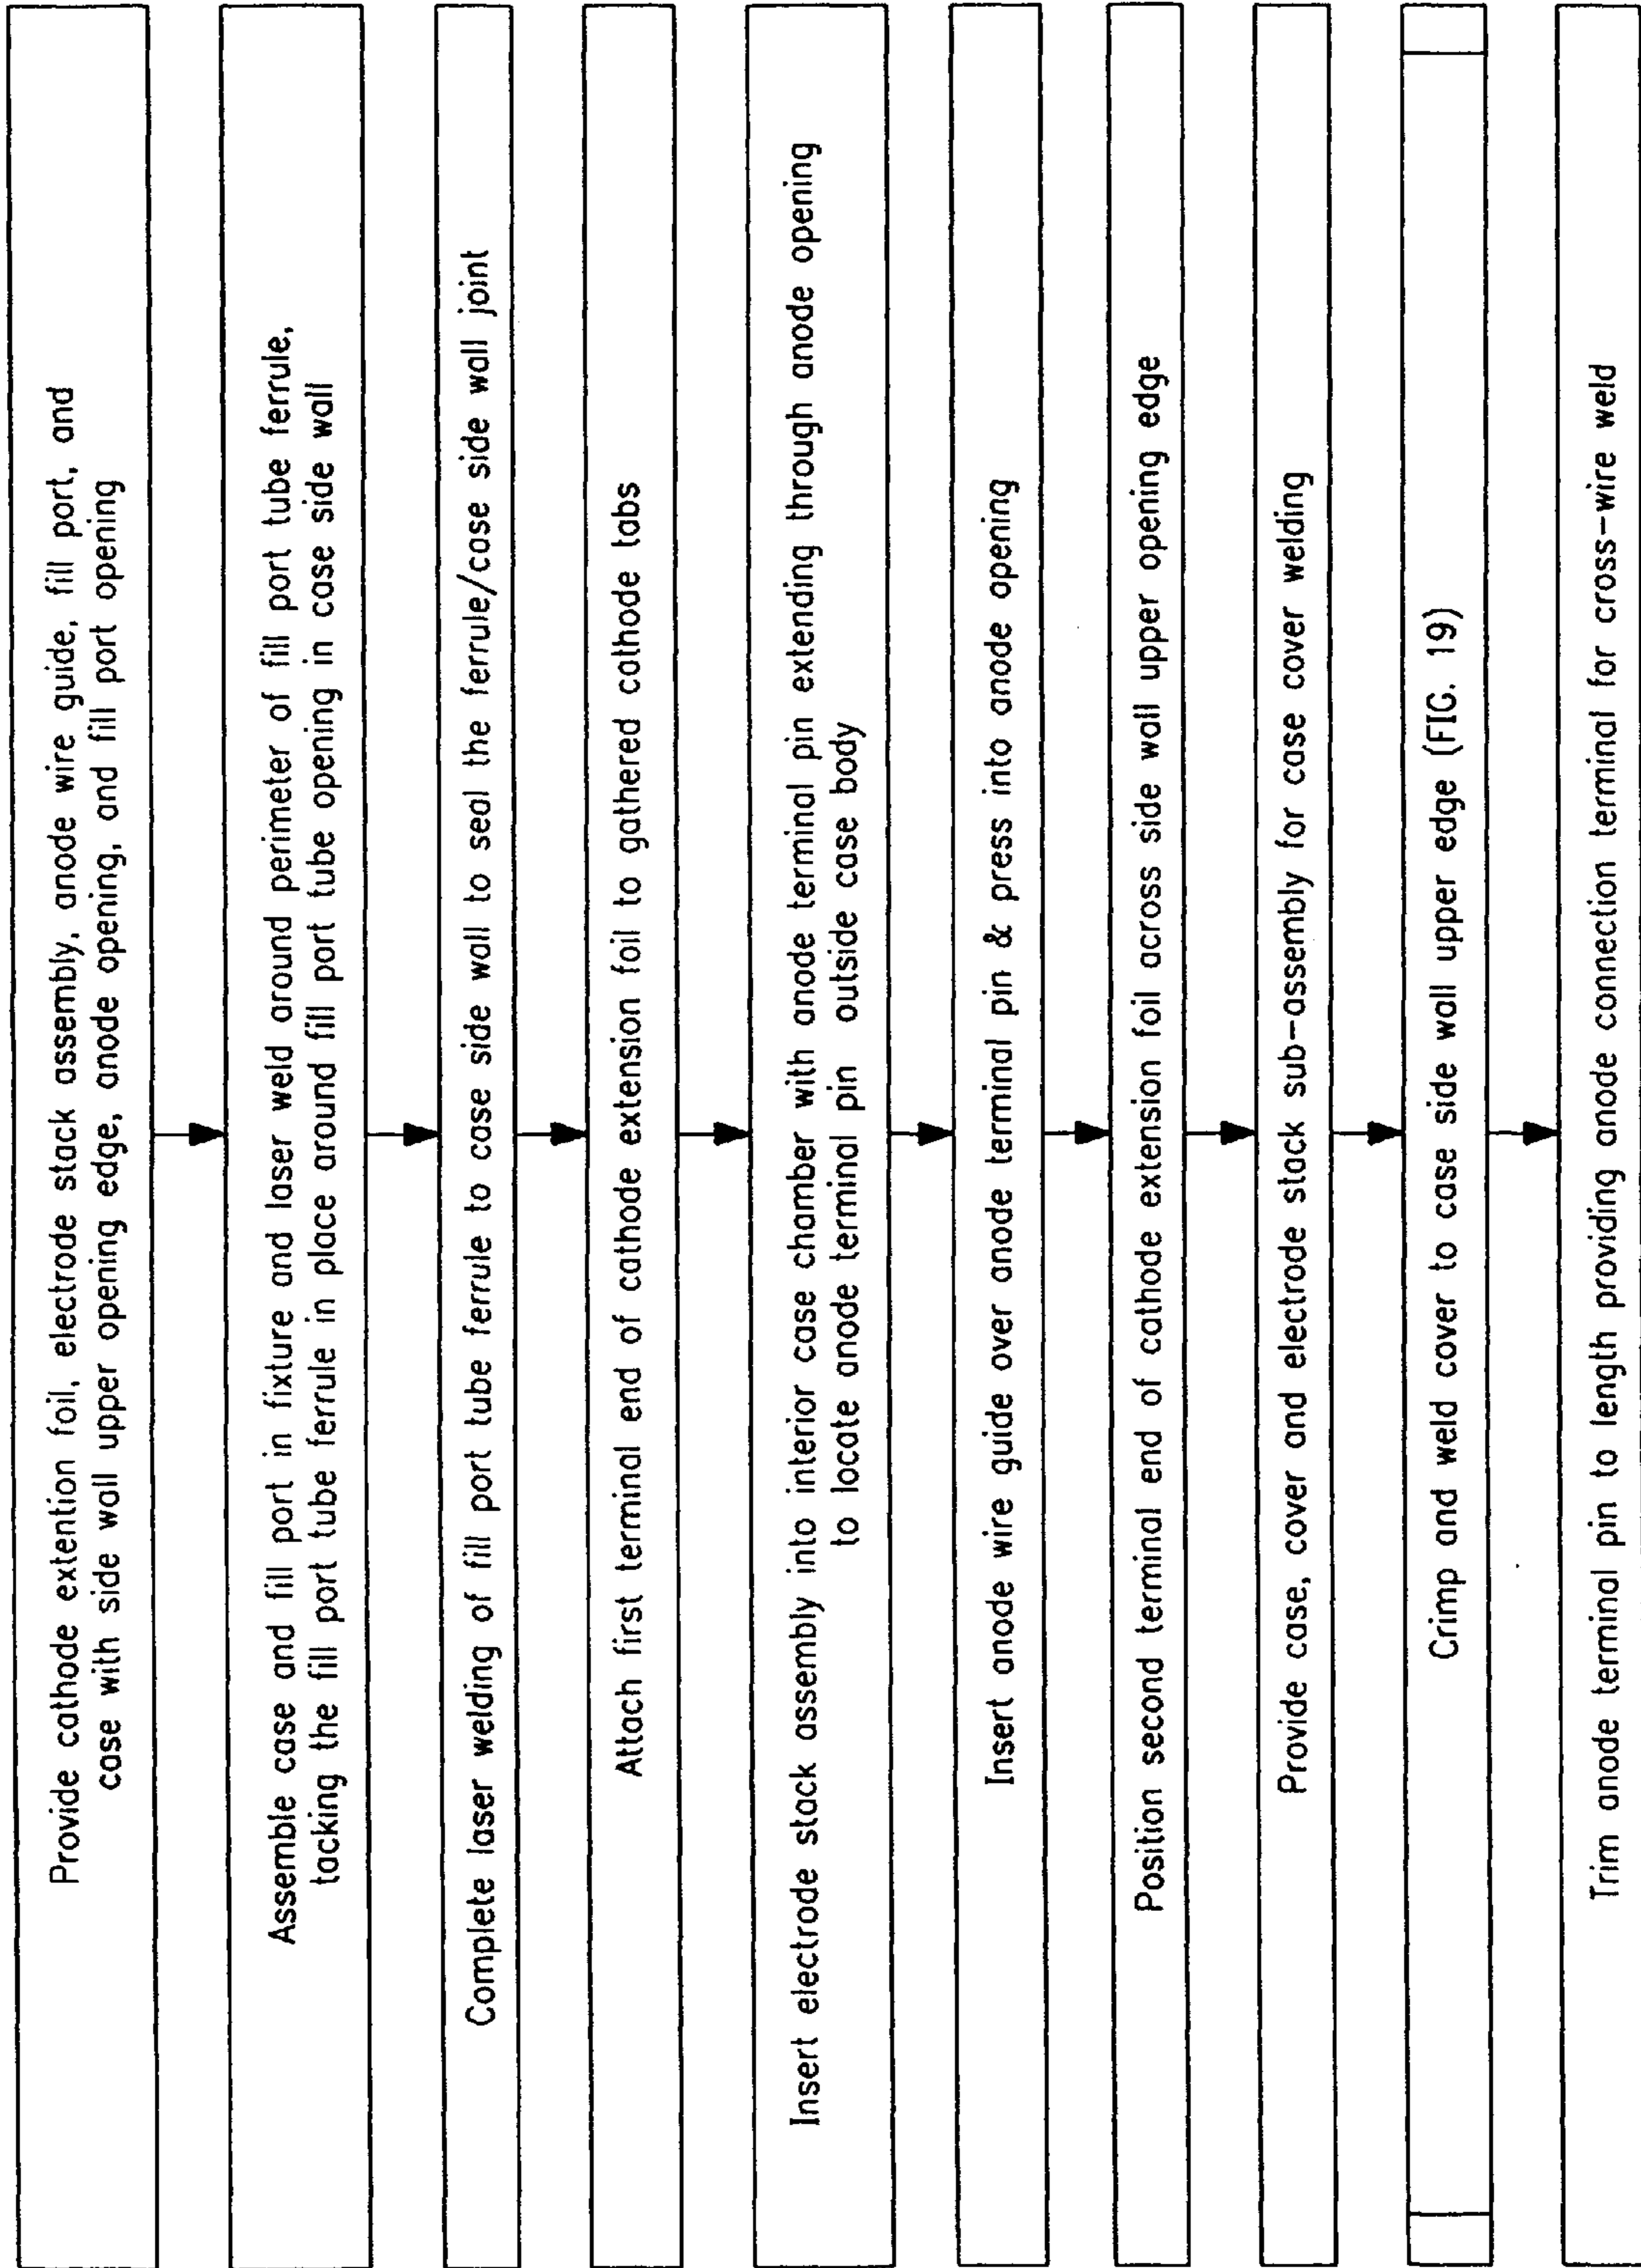 Provide cathode extention foil, electrode stack assembly, anode wire guide, fill port, and
case with side wall upper opening edge, anode opening, and fill port opening
Assemble case and fill port in fixture and laser weld around perimeter of fill port tube ferrule,
tacking the fill port tube ferrule in place around fill port tube opening in case side wall
Complete laser welding of fill port tube ferrule to case side wall to seal the ferrule/case side wall joint
Attach first terminal end of cathode extension foil to gathered cathode tabs
Insert electrode stack assembly into interior case chamber with anode terminal pin extending through anode opening
to locate anode terminal pin outside case body
Insert anode wire guide over anode terminal pin & press into anode opening
Position second terminal end of cathode extension foil across side wall upper opening edge
Provide case, cover and electrode stack sub-assembly for case cover welding
Crimp and weld cover to case side wall upper edge (FIG. 19)
Trim anode terminal pin to length providing anode connection terminal for cross-wire weld